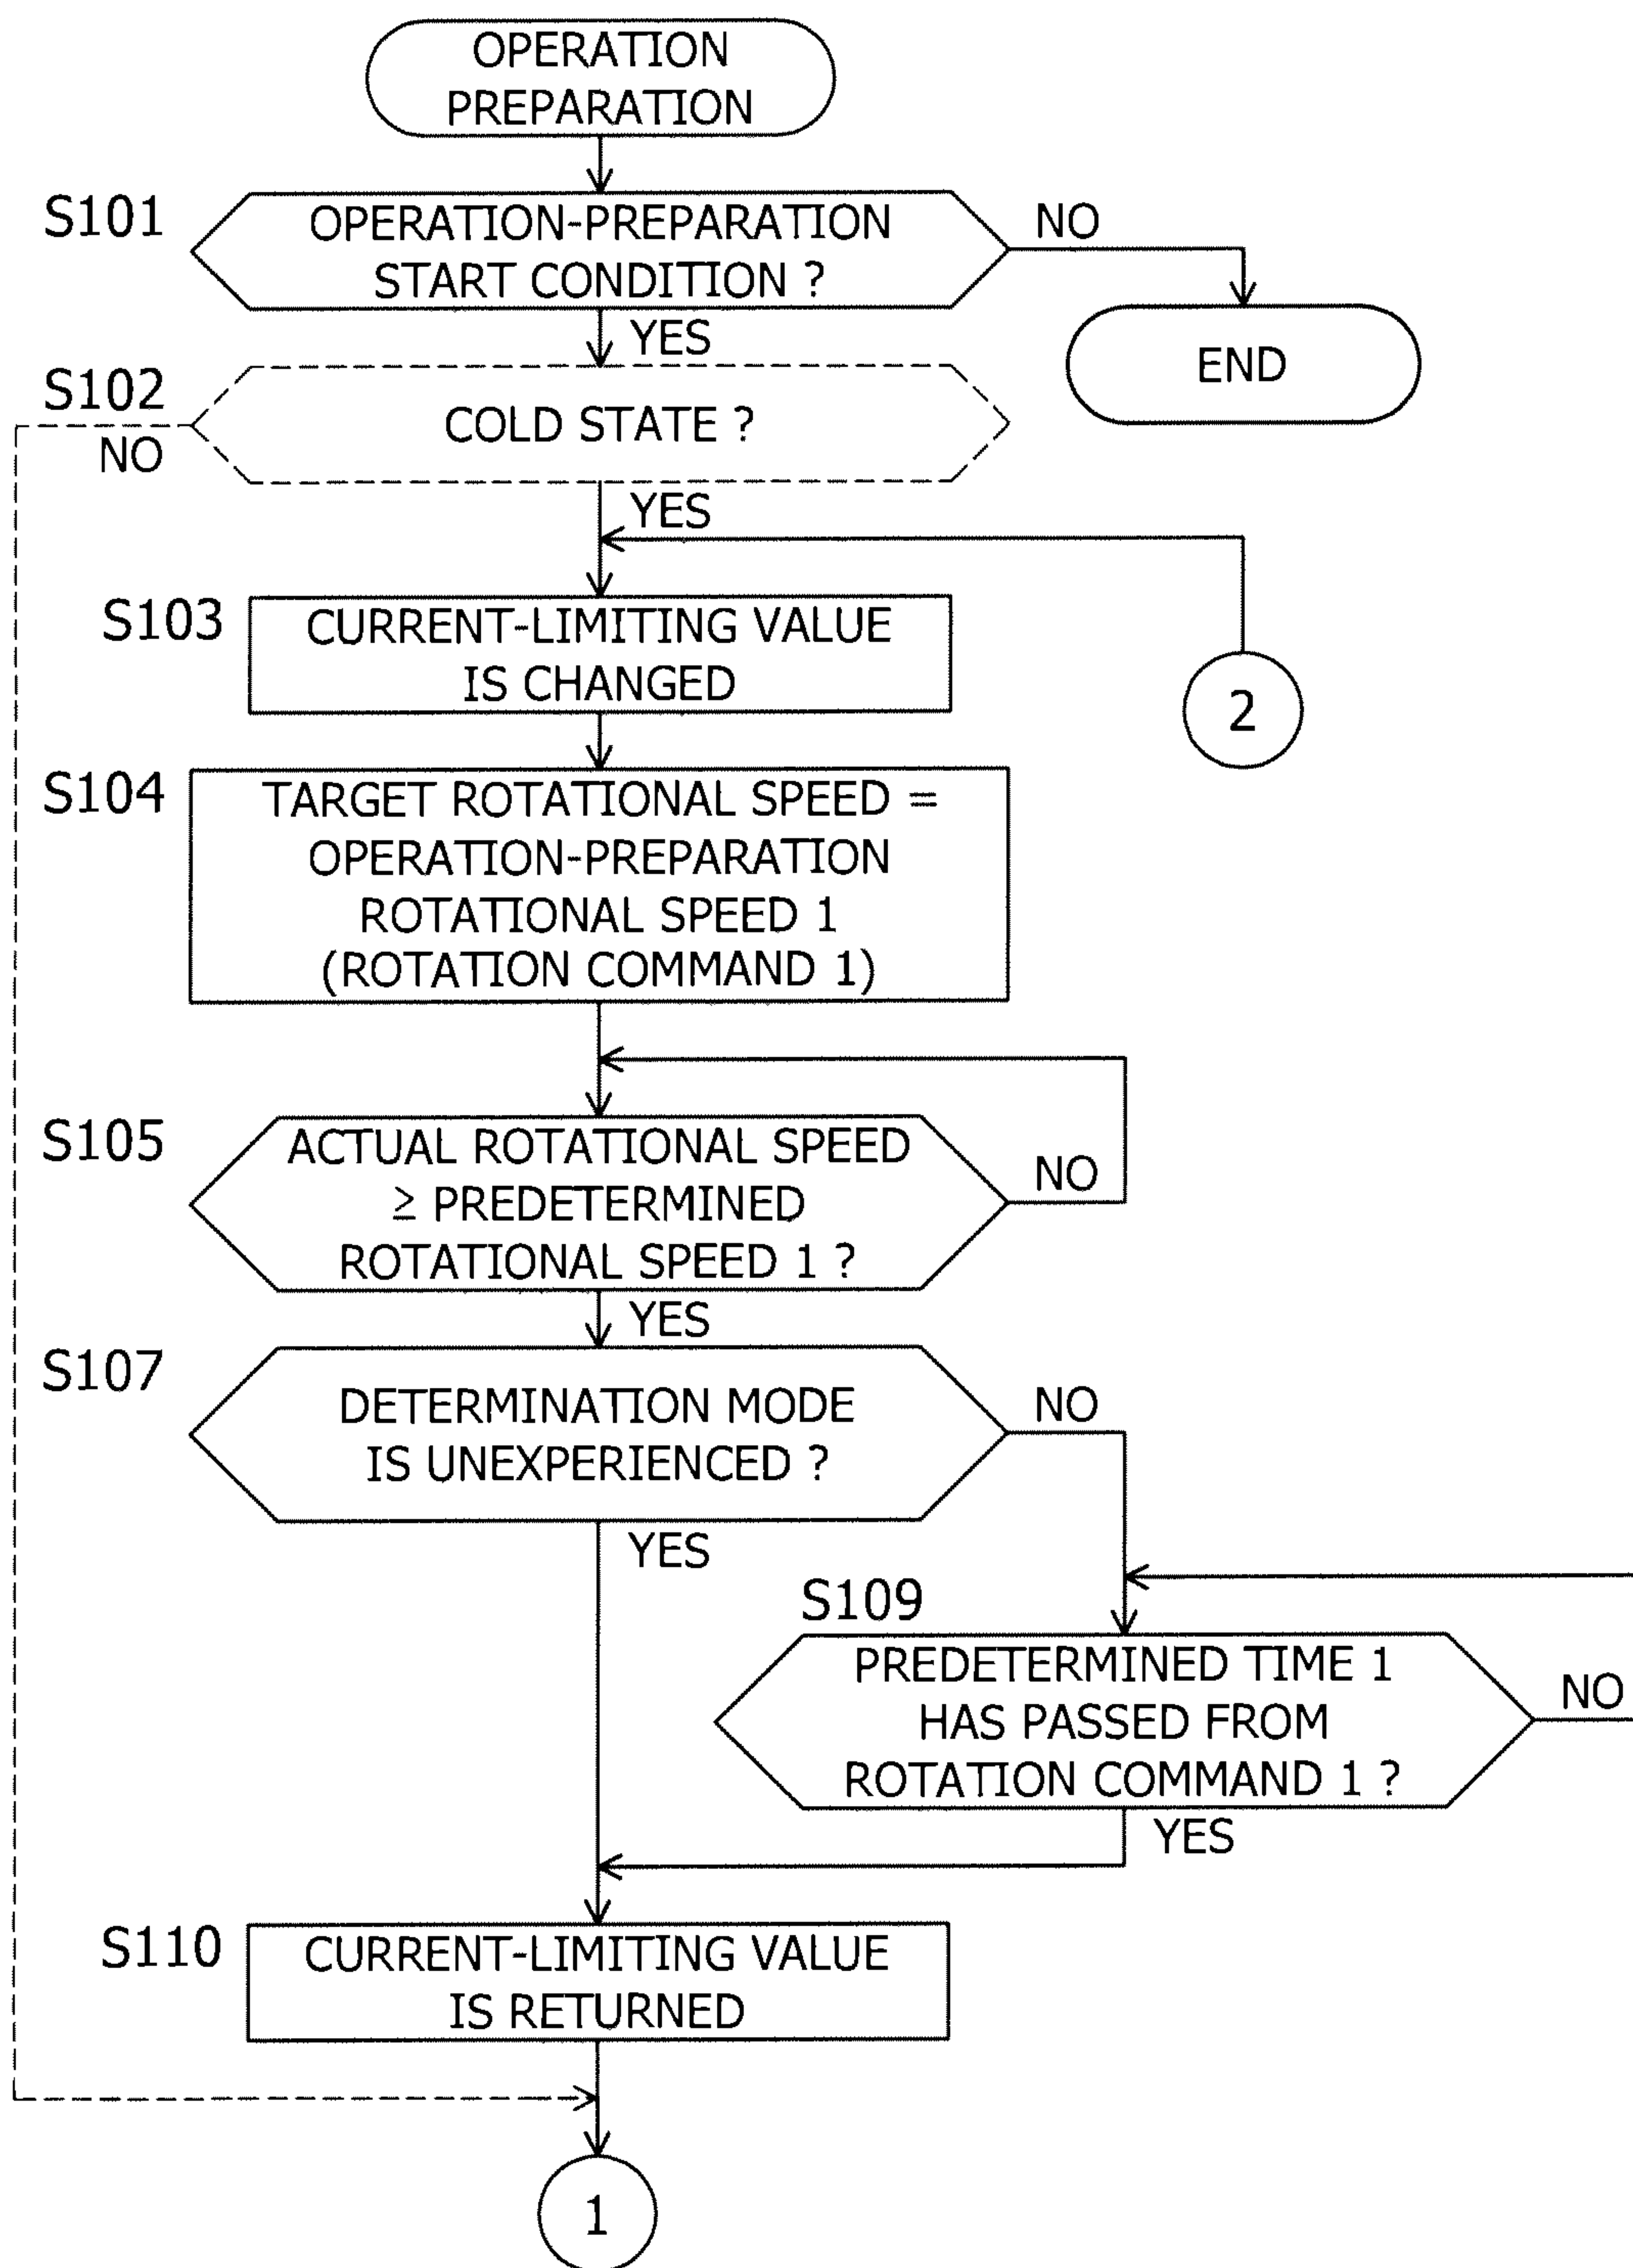 OPERATION
PREPARATION
S101
OPERATION-PREPARATION
START CONDITION ?
NO
YES
END
S102
COLD STATE ?
NO
YES
S103
CURRENT-LIMITING VALUE
IS CHANGED
2
S104
TARGET ROTATIONAL SPEED =
OPERATION-PREPARATION
ROTATIONAL SPEED 1
(ROTATION COMMAND 1)
S105
ACTUAL ROTATIONAL SPEED
≥ PREDETERMINED
ROTATIONAL SPEED 1 ?
NO
YES
S107
DETERMINATION MODE
IS UNEXPERIENCED ?
NO
YES
S109
PREDETERMINED TIME 1
HAS PASSED FROM
ROTATION COMMAND 1 ?
NO
YES
S110
CURRENT-LIMITING VALUE
IS RETURNED
1